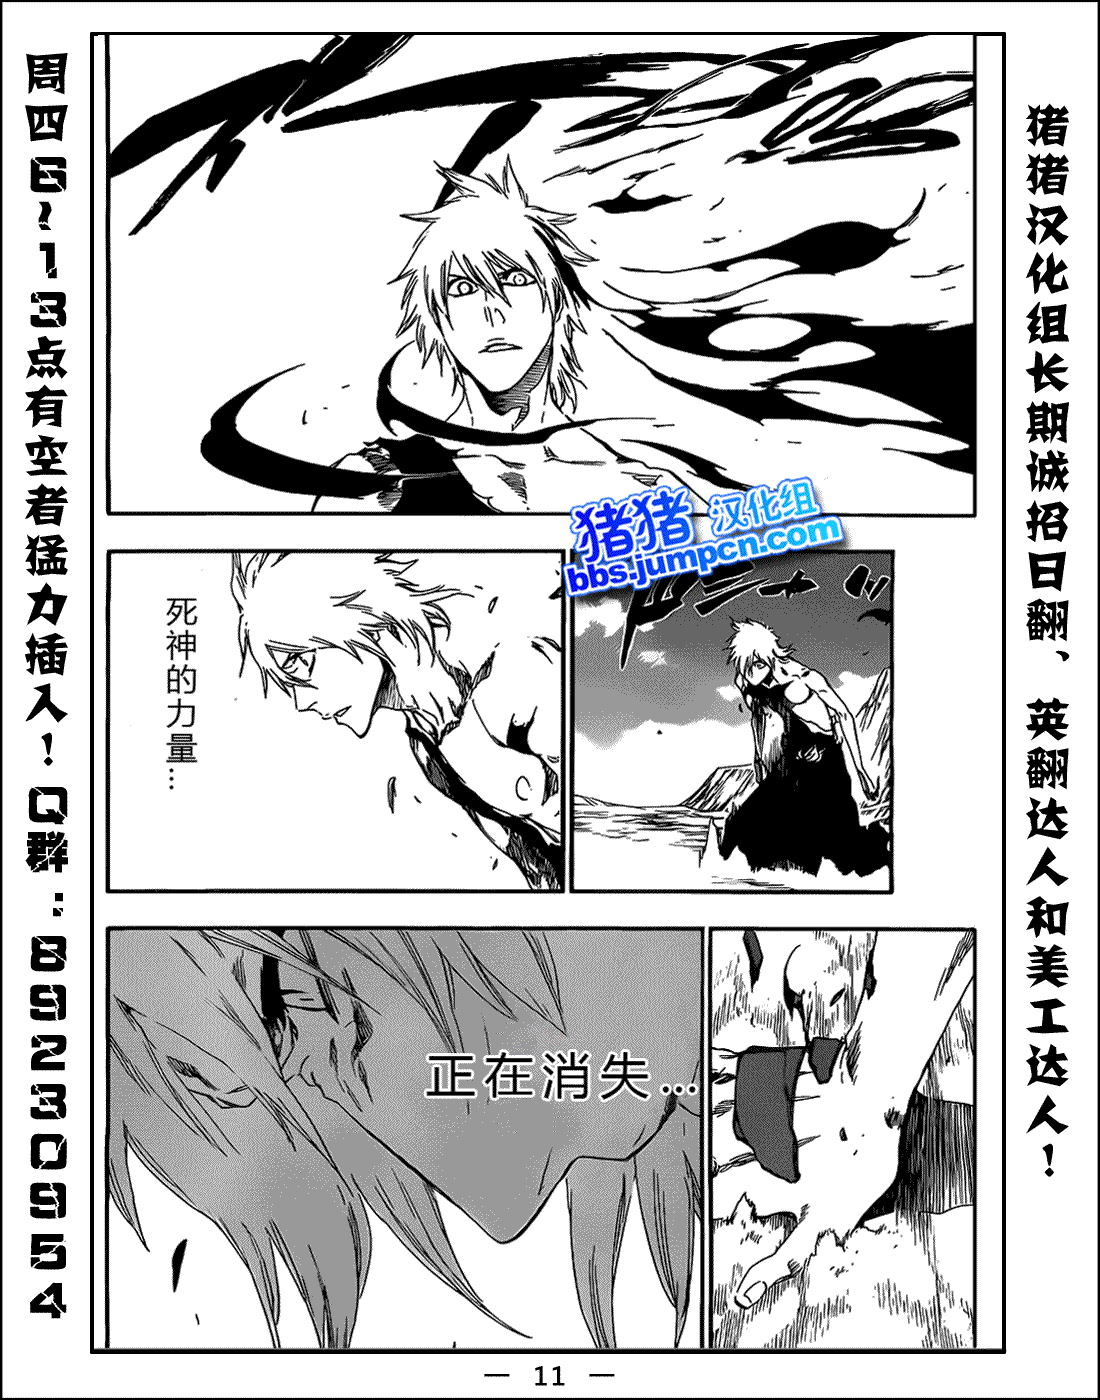 周四6~13点有空者猛力插入！Q群：89230954
猪猪汉化组长期诚招日翻、英翻达人和美工达人！
猪猪 汉化组
bbs.jumpcn.com
死神的力量…
正在消失…
— 11 —